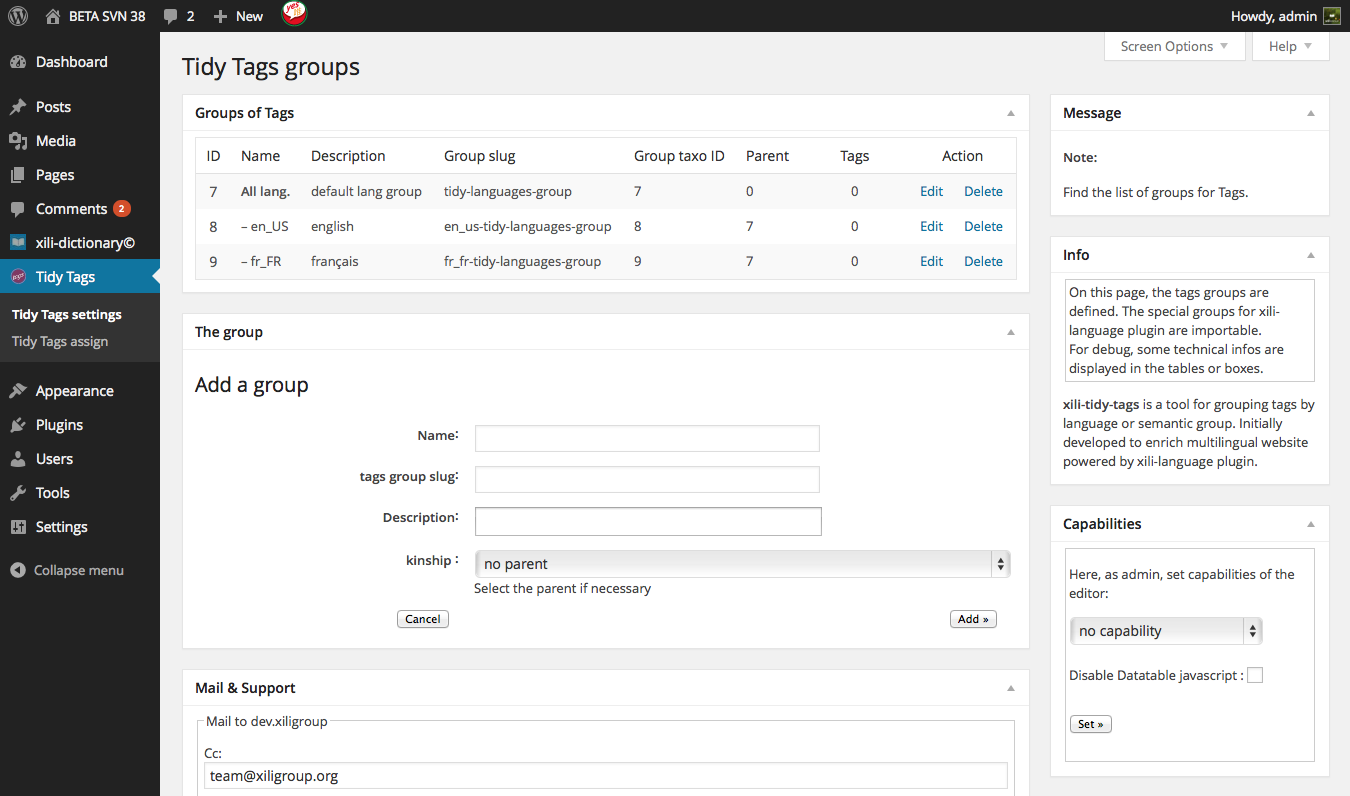 BETA SVN 38 2 + New yes!!! Howdy, admin
Dashboard
Posts
Media
Pages
Comments 2
xili-dictionary©
Tidy Tags
Tidy Tags settings
Tidy Tags assign
Appearance
Plugins
Users
Tools
Settings
Collapse menu
Screen Options Help
Tidy Tags groups
Groups of Tags
ID Name Description Group slug Group taxo ID Parent Tags Action
7 All lang. default lang group tidy-languages-group 7 0 0 Edit Delete
8 – en_US english en_us-tidy-languages-group 8 7 0 Edit Delete
9 – fr_FR français fr_fr-tidy-languages-group 9 7 0 Edit Delete
The group
Add a group
Name:
tags group slug:
Description:
kinship : no parent
Select the parent if necessary
Cancel Add »
Mail & Support
Mail to dev.xiligroup
Cc:
team@xiligroup.org
Message
Note:
Find the list of groups for Tags.
Info
On this page, the tags groups are
defined. The special groups for xili-
language plugin are importable.
For debug, some technical infos are
displayed in the tables or boxes.
xili-tidy-tags is a tool for grouping tags by
language or semantic group. Initially
developed to enrich multilingual website
powered by xili-language plugin.
Capabilities
Here, as admin, set capabilities of the
editor:
no capability
Disable Datatable javascript :
Set »